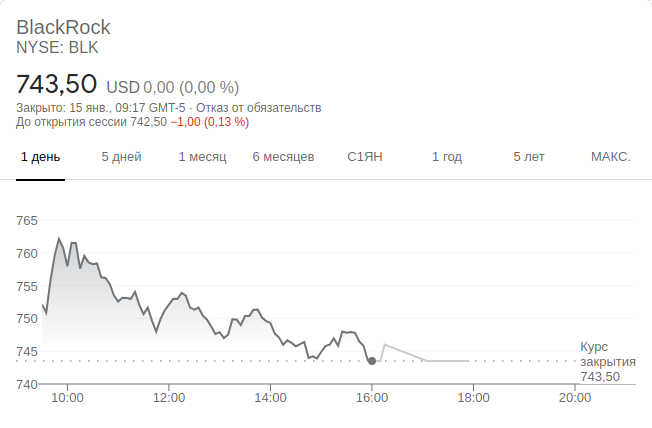 BlackRock
NYSE: BLK
743,50 USD 0,00 (0,00 %)
Закрыто: 15 янв., 09:17 GMT-5 · Отказ от обязательств
До открытия сессии 742,50 −1,00 (0,13 %)
1 день 5 дней 1 месяц 6 месяцев С1ЯН 1 год 5 лет МАКС.
765
760
755
750
745
740
Курс
закрытия
743,50
10:00 12:00 14:00 16:00 18:00 20:00